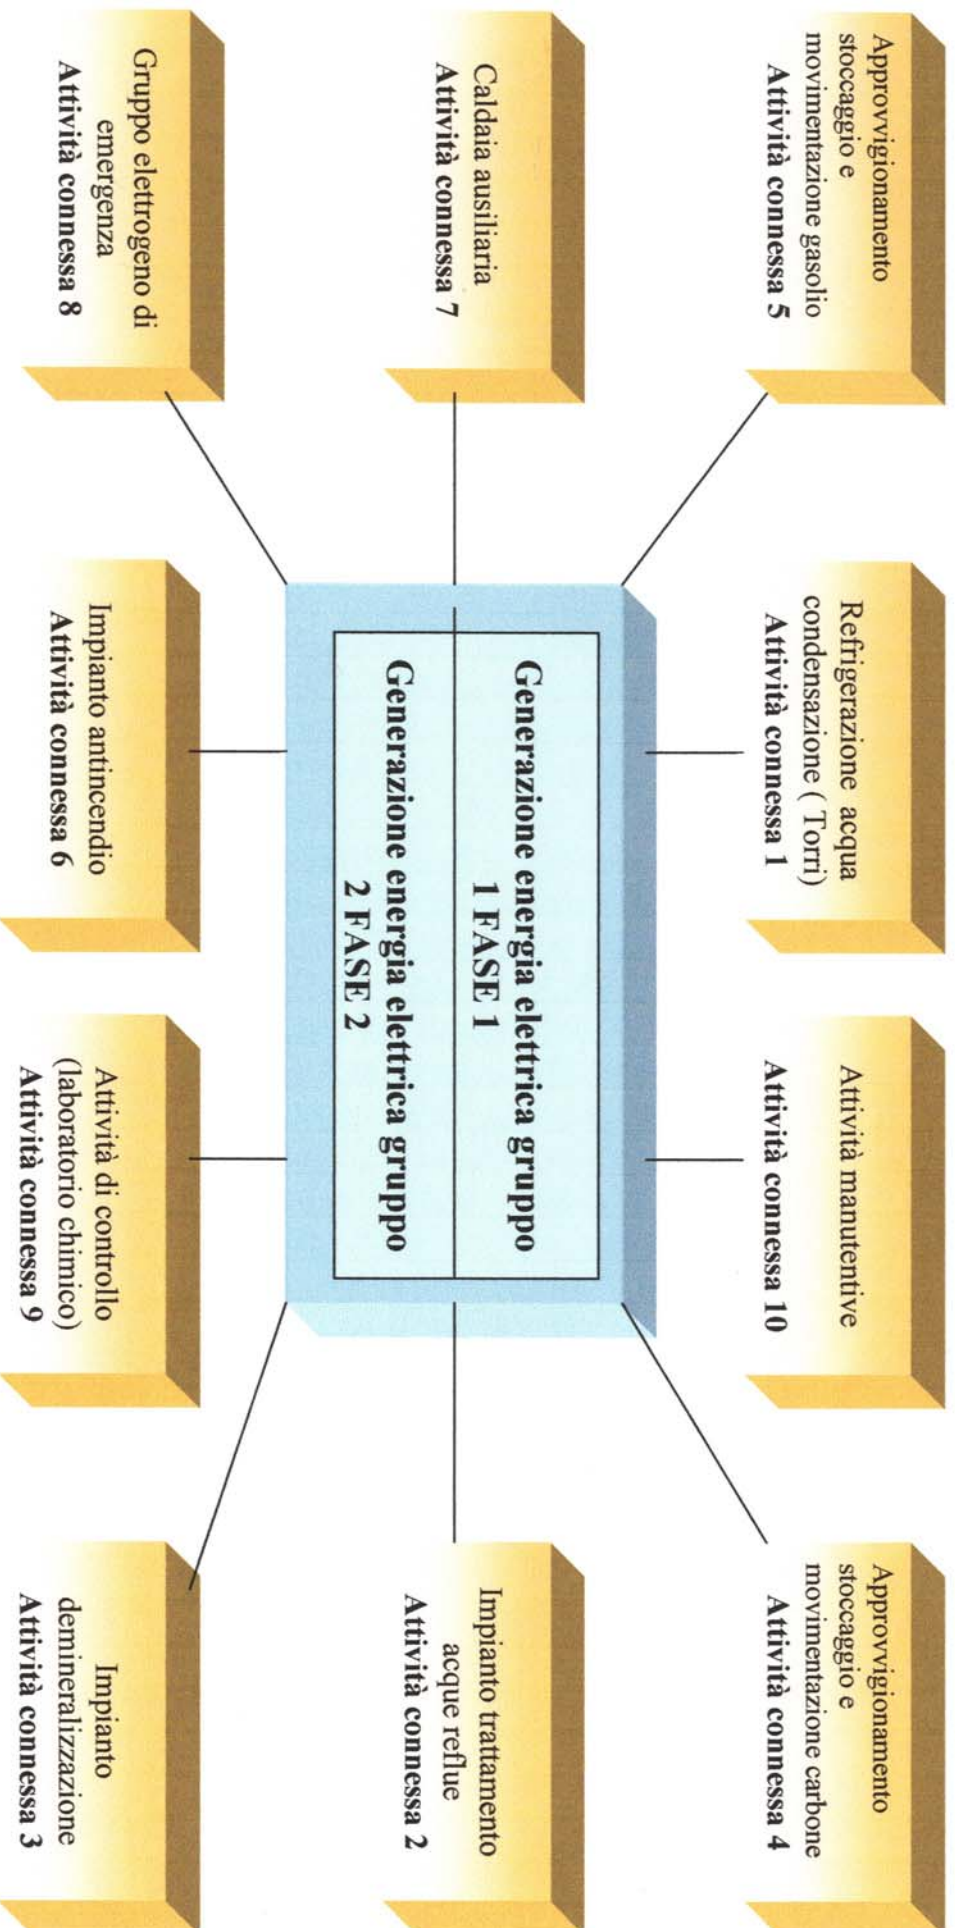 Approvvigionamento
stoccaggio e
movimentazione gasolio
Attività connessa 5
Refrigerazione acqua
condensazione ( Torri)
Attività connessa 1
Attività manutentive
Attività connessa 10
Approvvigionamento
stoccaggio e
movimentazione carbone
Attività connessa 4
Caldaia ausiliaria
Attività connessa 7
Generazione energia elettrica gruppo
1 FASE 1
Generazione energia elettrica gruppo
2 FASE 2
Impianto trattamento
acque reflue
Attività connessa 2
Gruppo elettrogeno di
emergenza
Attività connessa 8
Impianto antincendio
Attività connessa 6
Attività di controllo
(laboratorio chimico)
Attività connessa 9
Impianto
demineralizzazione
Attività connessa 3